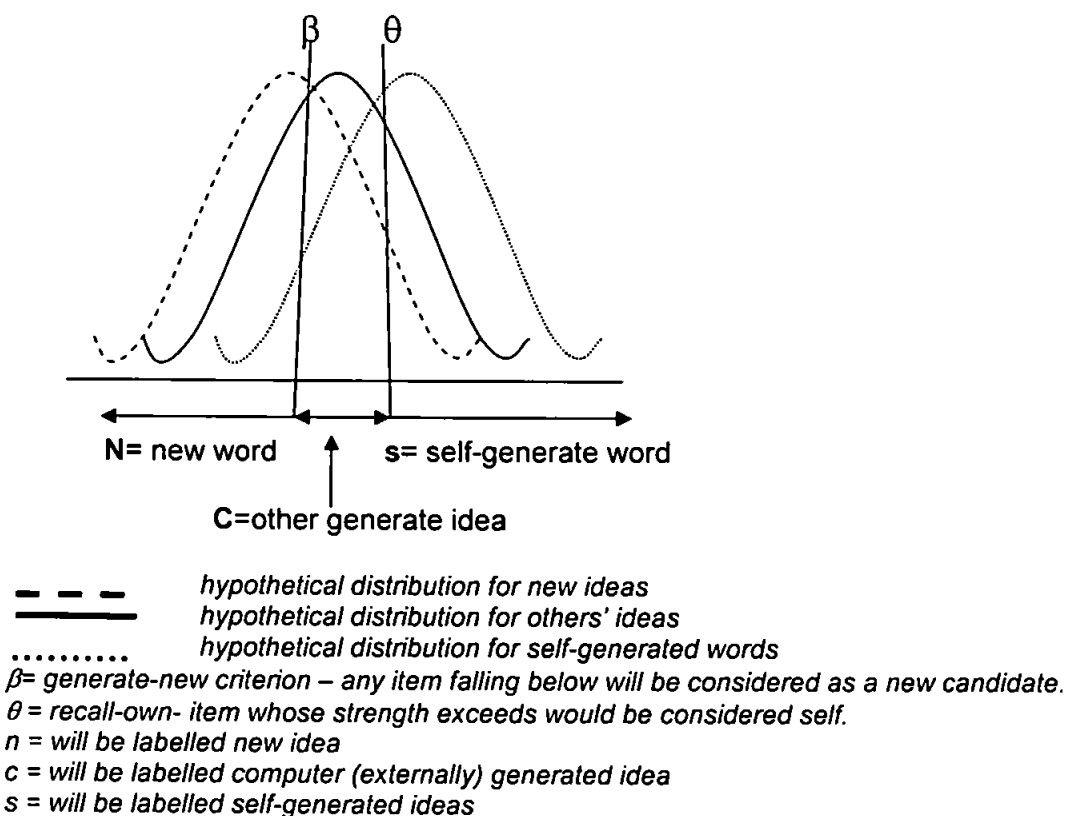 β θ
N= new word s= self-generate word
C=other generate idea
hypothetical distribution for new ideas
hypothetical distribution for others' ideas
hypothetical distribution for self-generated words
β= generate-new criterion – any item falling below will be considered as a new candidate.
θ = recall-own- item whose strength exceeds would be considered self.
n = will be labelled new idea
c = will be labelled computer (externally) generated idea
s = will be labelled self-generated ideas